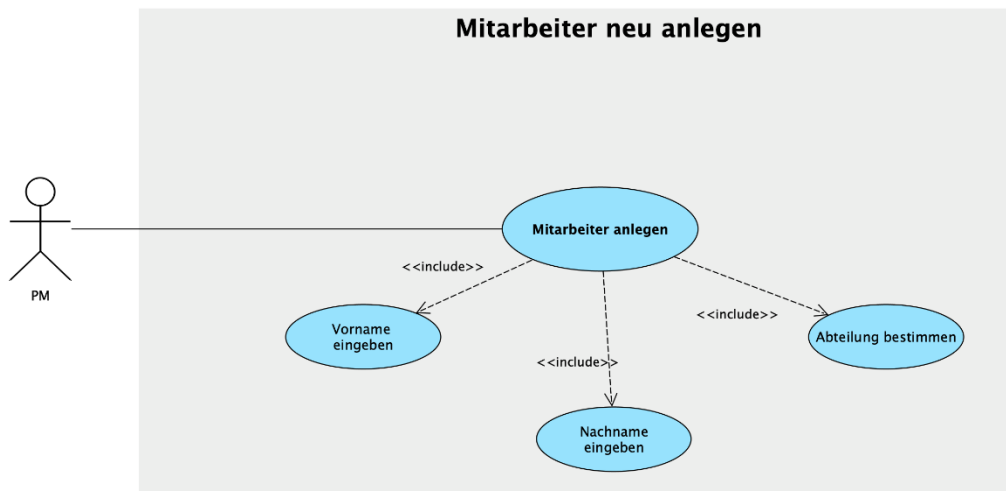 Mitarbeiter neu anlegen
Mitarbeiter anlegen
<<include>>
PM
<<include>>
Vorname
eingeben
Abteilung bestimmen
<<include>>
Nachname
eingeben